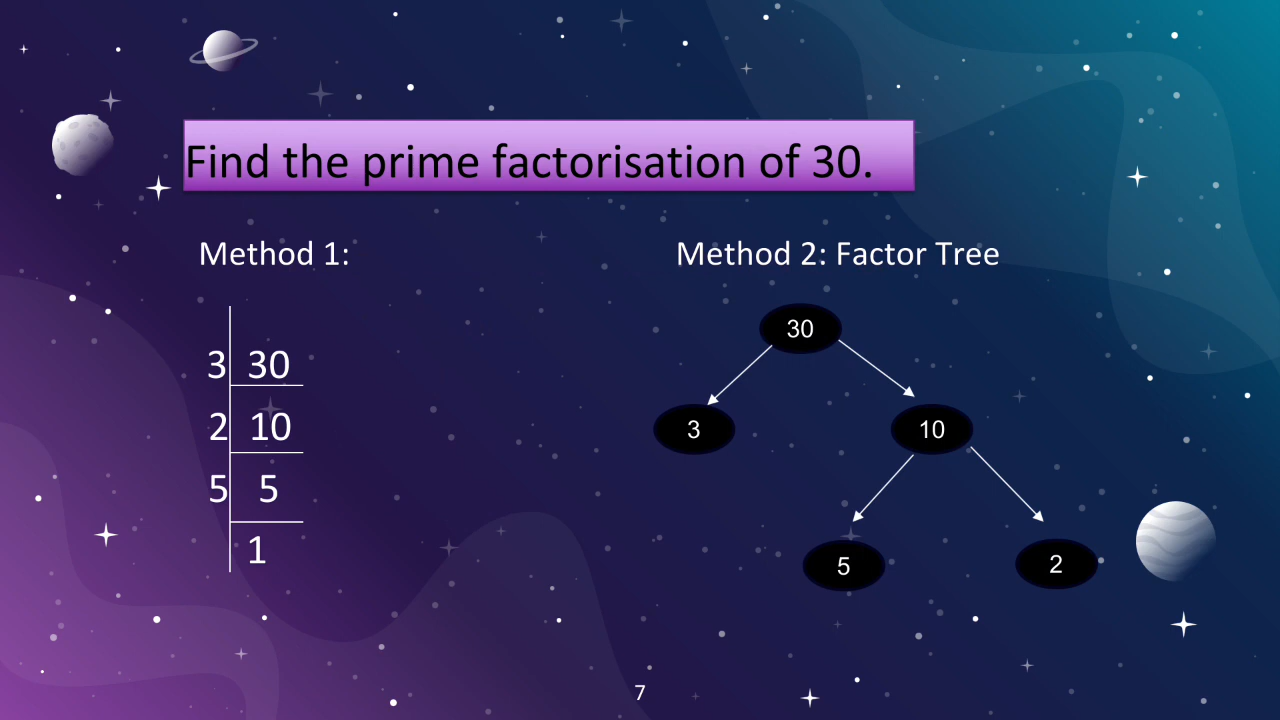 Find the prime factorisation of 30.
Method 1:
3 30
2 10
5 5
1
Method 2: Factor Tree
30
3 10
5 2
7